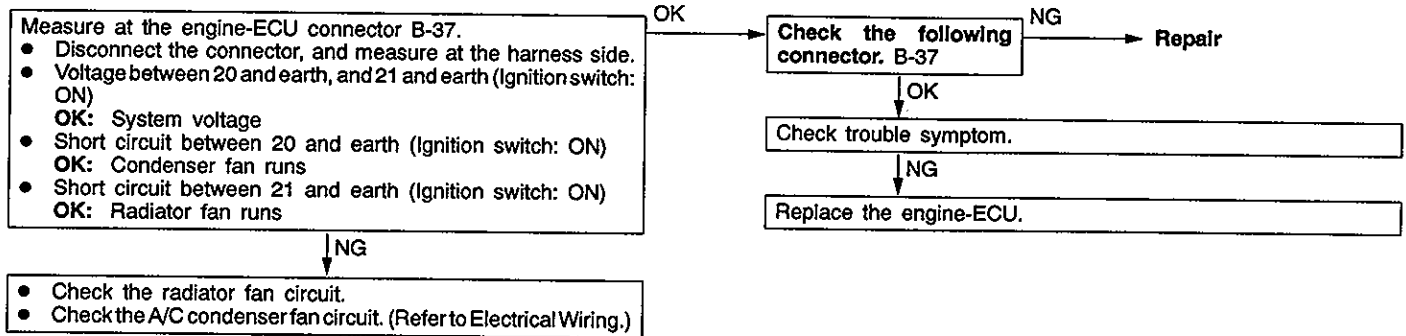 Measure at the engine-ECU connector B-37.
● Disconnect the connector, and measure at the harness side.
● Voltage between 20 and earth, and 21 and earth (Ignition switch:
ON)
OK: System voltage
● Short circuit between 20 and earth (Ignition switch: ON)
OK: Condenser fan runs
● Short circuit between 21 and earth (Ignition switch: ON)
OK: Radiator fan runs
OK
Check the following
connector. B-37
NG
Repair
OK
Check trouble symptom.
NG
Replace the engine-ECU.
NG
● Check the radiator fan circuit.
● Check the A/C condenser fan circuit. (Refer to Electrical Wiring.)